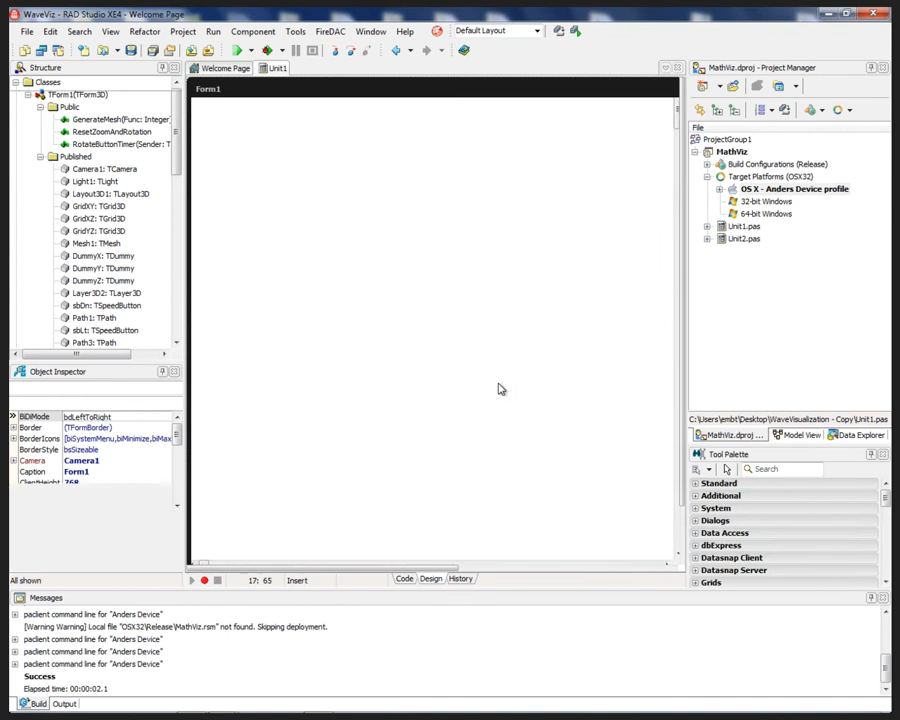 WaveViz - RAD Studio XE4 - Welcome Page
File Edit Search View Refactor Project Run Component Tools FireDAC Window Help Default Layout
Structure
Classes
TForm1(TForm3D)
Public
GenerateMesh(Func: Integer)
ResetZoomAndRotation
RotateButtonTimer(Sender: T
Published
Camera1: TCamera
Light1: TLight
Layout3D1: TLayout3D
GridXY: TGrid3D
GridXZ: TGrid3D
GridYZ: TGrid3D
Mesh1: TMesh
DummyX: TDummy
DummyY: TDummy
DummyZ: TDummy
Layer3D2: TLayer3D
sbDn: TSpeedButton
Path1: TPath
sbLt: TSpeedButton
Path3: TPath
Object Inspector
BiDiMode bdLeftToRight
Border (TFormBorder)
BorderIcons [biSystemMenu,biMinimize,biMax
BorderStyle bsSizeable
Camera Camera1
Caption Form1
ClientHeight 768
All shown
Welcome Page Unit1
Form1
17: 65 Insert Code Design History
MathViz.dproj - Project Manager
File
ProjectGroup1
MathViz
Build Configurations (Release)
Target Platforms (OSX32)
OS X - Anders Device profile
32-bit Windows
64-bit Windows
Unit1.pas
Unit2.pas
C:\Users\embt\Desktop\WaveVisualization - Copy\Unit1.pas
MathViz.dproj ... Model View Data Explorer
Tool Palette
Search
Standard
Additional
System
Dialogs
Data Access
dbExpress
Datasnap Client
Datasnap Server
Grids
Messages
paclient command line for "Anders Device"
[Warning Warning] Local file "OSX32\Release\MathViz.rsm" not found. Skipping deployment.
paclient command line for "Anders Device"
paclient command line for "Anders Device"
paclient command line for "Anders Device"
Success
Elapsed time: 00:00:02.1
Build Output